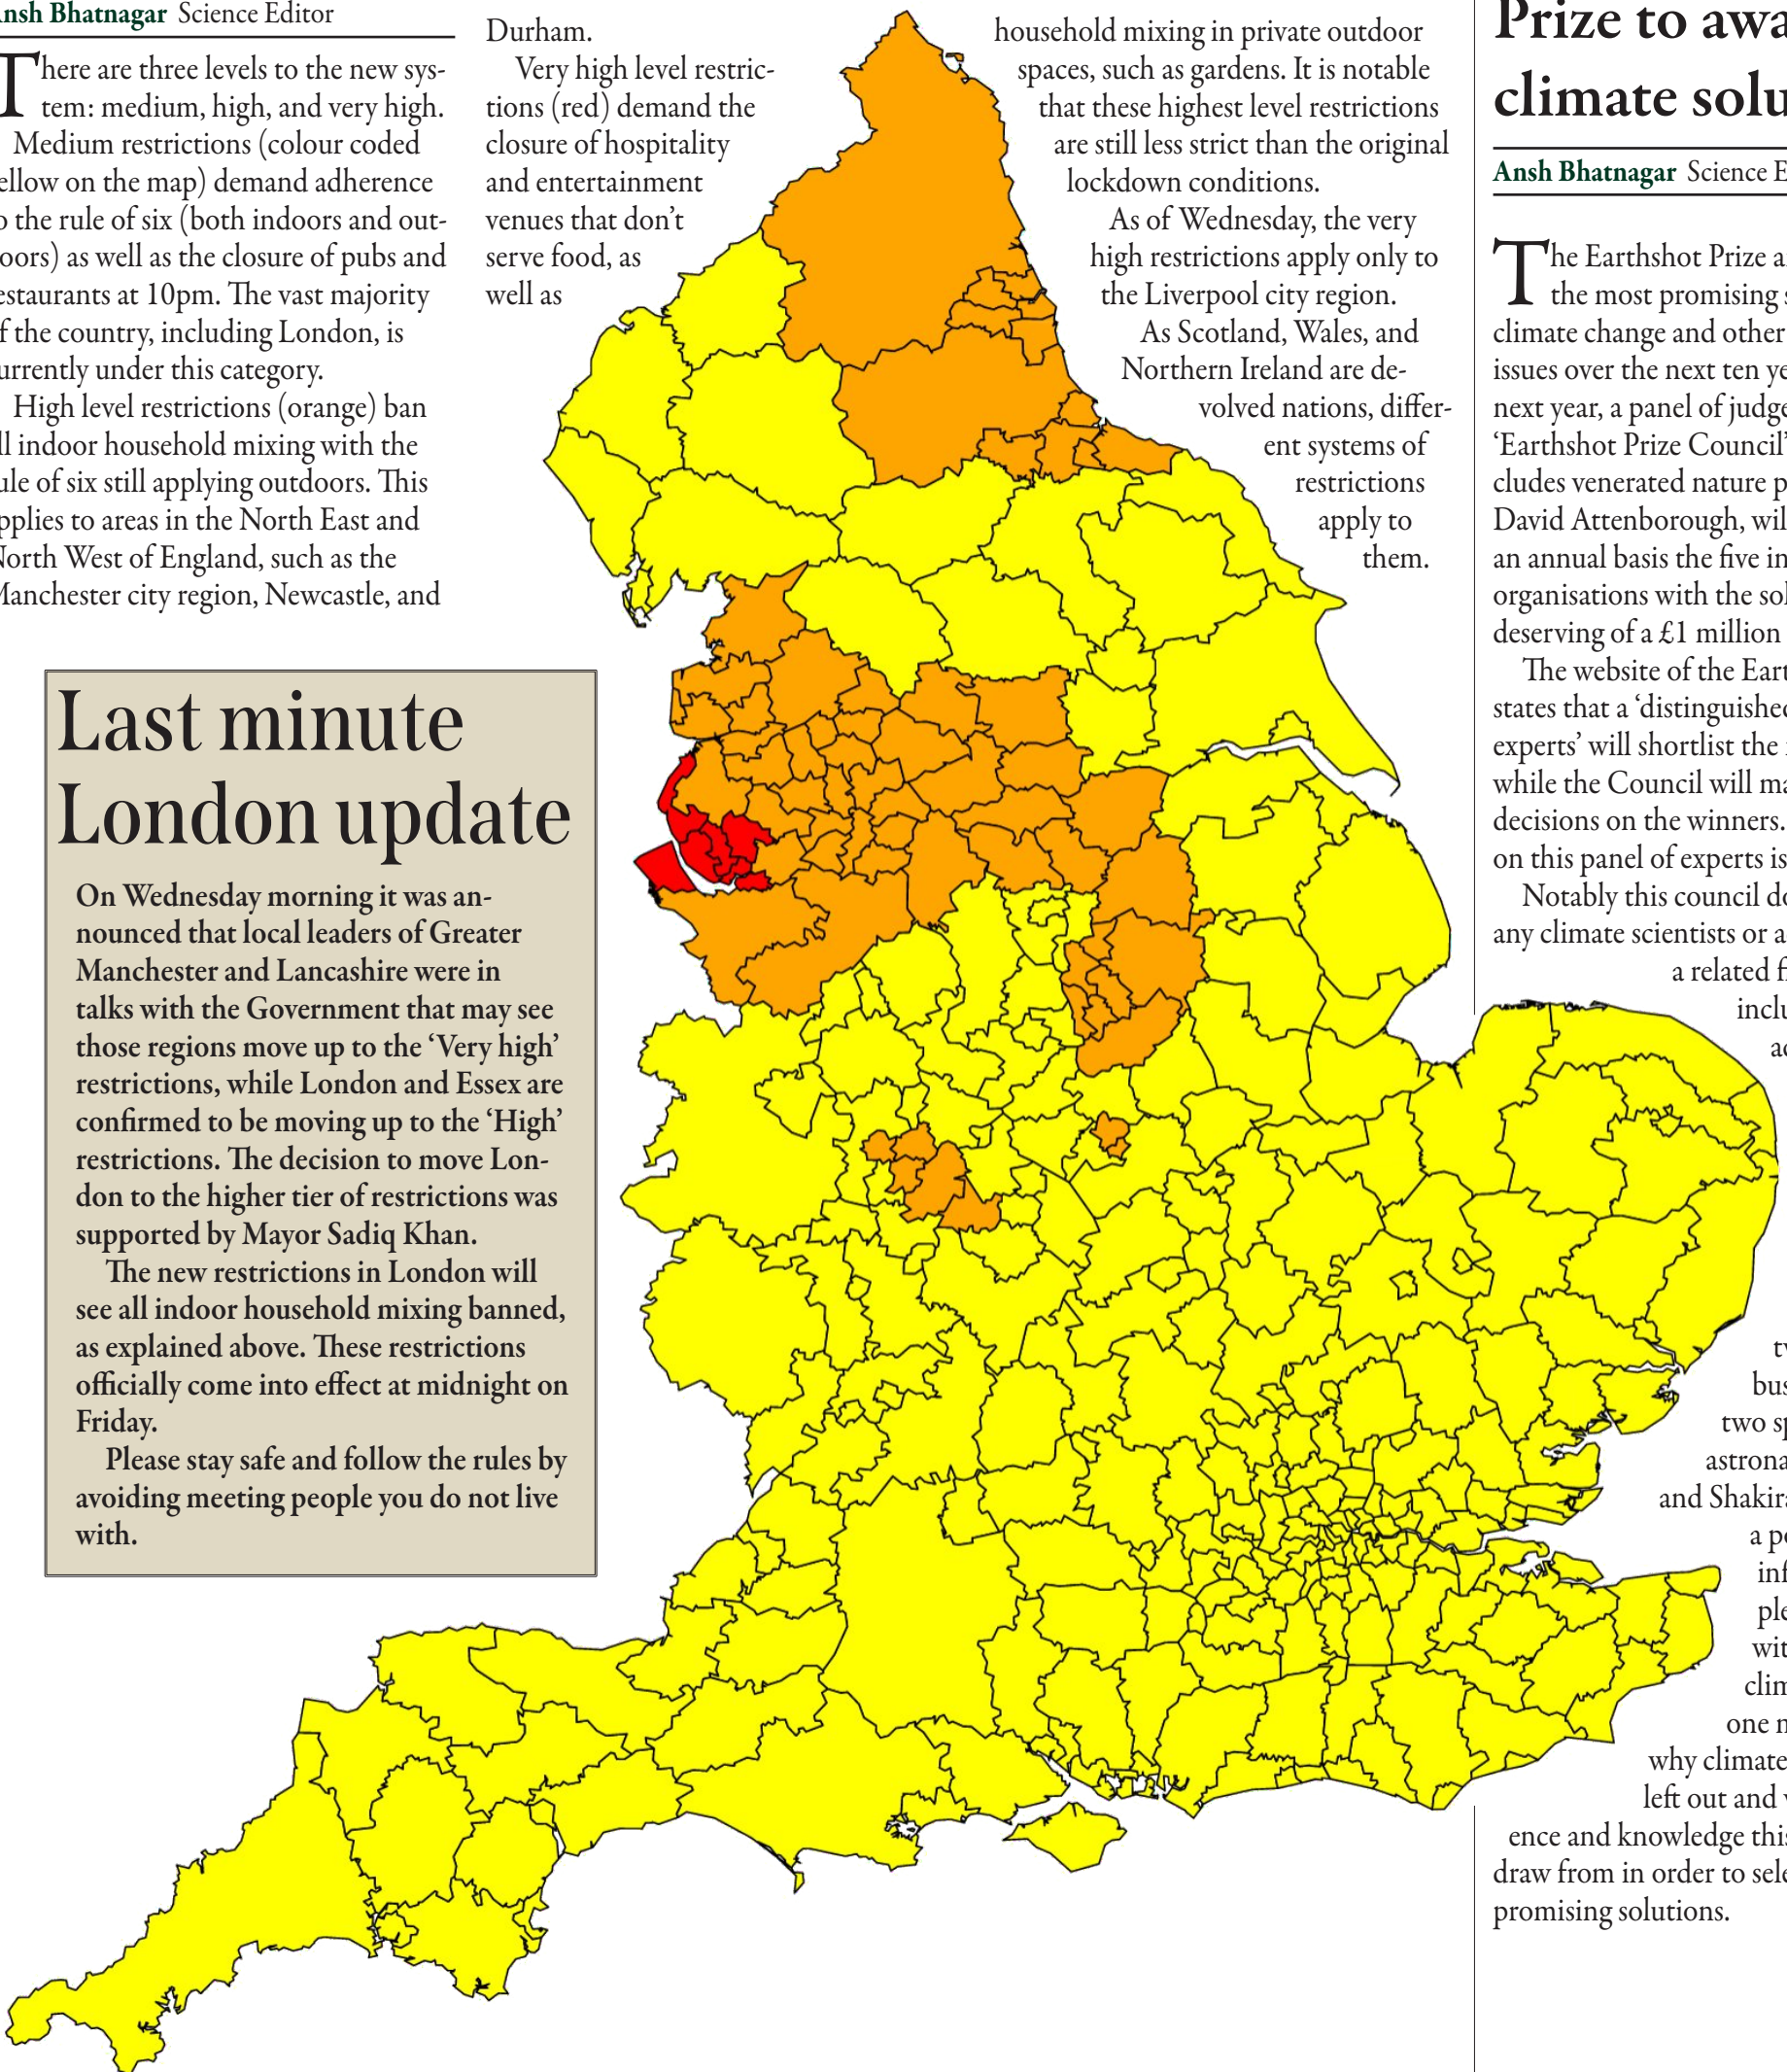 Ansh Bhatnagar Science Editor
There are three levels to the new sys-
tem: medium, high, and very high.
Medium restrictions (colour coded
ellow on the map) demand adherence
o the rule of six (both indoors and out-
oors) as well as the closure of pubs and
estaurants at 10pm. The vast majority
f the country, including London, is
urrently under this category.
High level restrictions (orange) ban
ll indoor household mixing with the
ule of six still applying outdoors. This
pplies to areas in the North East and
North West of England, such as the
Manchester city region, Newcastle, and
Durham.
Very high level restric-
tions (red) demand the
closure of hospitality
and entertainment
venues that don't
serve food, as
well as
household mixing in private outdoor
spaces, such as gardens. It is notable
that these highest level restrictions
are still less strict than the original
lockdown conditions.
As of Wednesday, the very
high restrictions apply only to
the Liverpool city region.
As Scotland, Wales, and
Northern Ireland are de-
volved nations, differ-
ent systems of
restrictions
apply to
them.
Last minute
London update
On Wednesday morning it was an-
nounced that local leaders of Greater
Manchester and Lancashire were in
talks with the Government that may see
those regions move up to the ‘Very high’
restrictions, while London and Essex are
confirmed to be moving up to the ‘High’
restrictions. The decision to move Lon-
don to the higher tier of restrictions was
supported by Mayor Sadiq Khan.
The new restrictions in London will
see all indoor household mixing banned,
as explained above. These restrictions
officially come into effect at midnight on
Friday.
Please stay safe and follow the rules by
avoiding meeting people you do not live
with.
Prize to awa
climate solu
Ansh Bhatnagar Science E
The Earthshot Prize a
the most promising s
climate change and other
issues over the next ten ye
next year, a panel of judge
‘Earthshot Prize Council’
cludes venerated nature p
David Attenborough, wil
an annual basis the five in
organisations with the sol
deserving of a £1 million
The website of the Eart
states that a ‘distinguished
experts’ will shortlist the
while the Council will ma
decisions on the winners.
on this panel of experts is
Notably this council do
any climate scientists or a
a related fi
inclu
ac
tw
bus
two sp
astrona
and Shakira
a po
inf
ple
wit
clim
one m
why climate
left out and w
ence and knowledge this
draw from in order to sele
promising solutions.